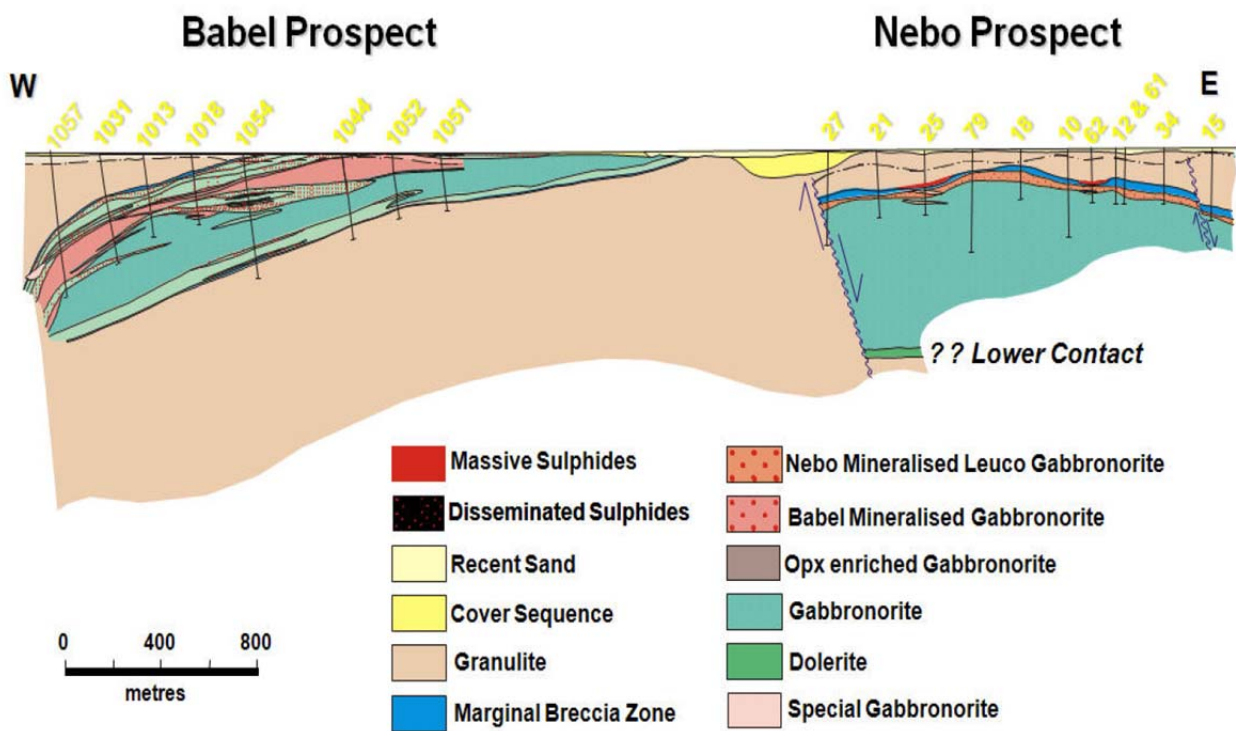 Babel Prospect
Nebo Prospect
W
E
1057
1031
1013
1018
1054
1044
1052
1051
27
21
25
79
18
10
62
12 & 61
34
15
? ? Lower Contact
Massive Sulphides
Disseminated Sulphides
Recent Sand
Cover Sequence
Granulite
Marginal Breccia Zone
Nebo Mineralised Leuco Gabbronorite
Babel Mineralised Gabbronorite
Opx enriched Gabbronorite
Gabbronorite
Dolerite
Special Gabbronorite
0 400 800
metres